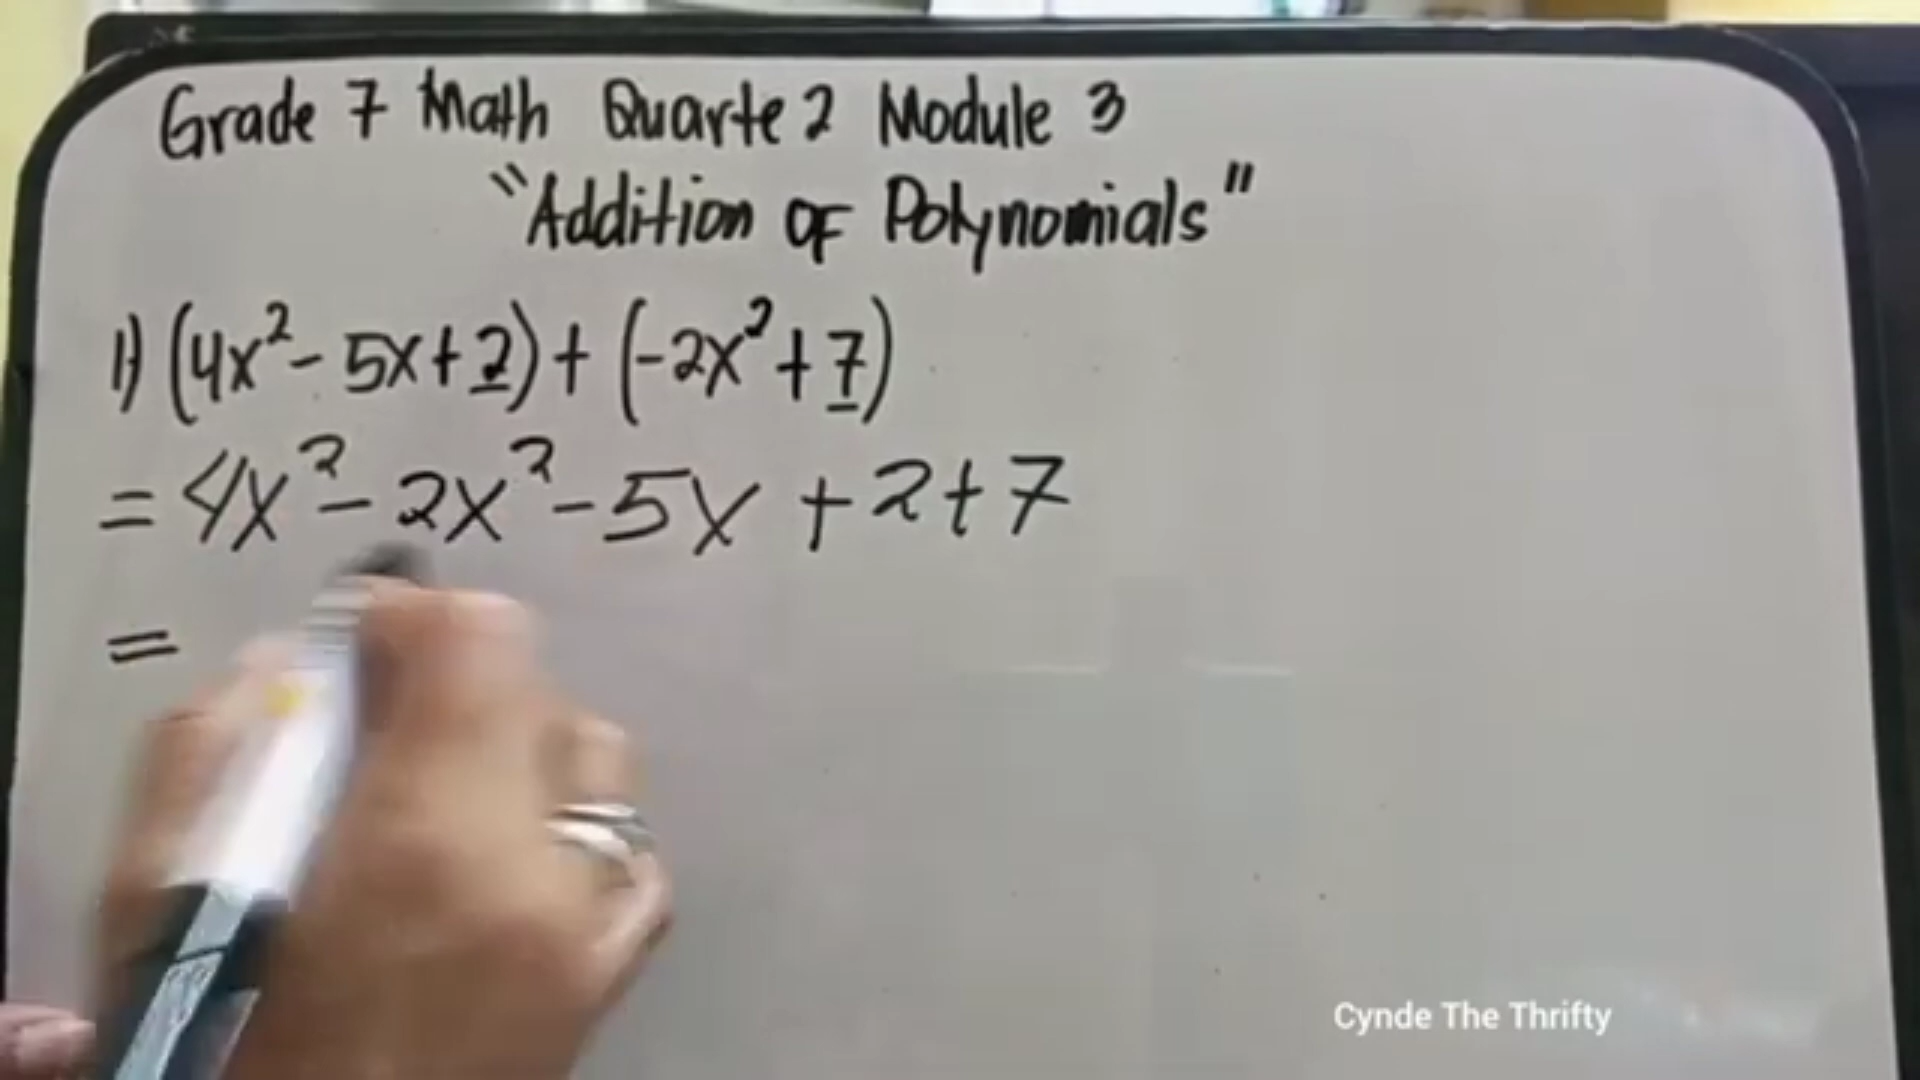 Grade 7 Math Quarte 2 Module 3
"Addition OF Polynomials"
1) (4x² - 5x + 2) + (-2x² + 7)
= 4x² - 2x² - 5x + 2 + 7
=
Cynde The Thrifty